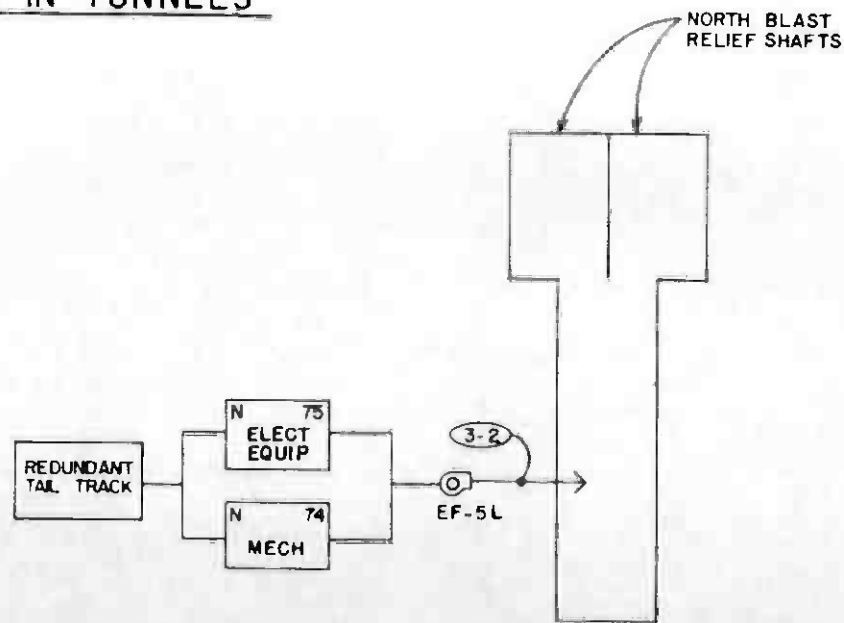 IN TUNNELS
NORTH BLAST
RELIEF SHAFTS
N 75
ELECT
EQUIP
3-2
REDUNDANT
TAIL TRACK
EF-5L
N 74
MECH